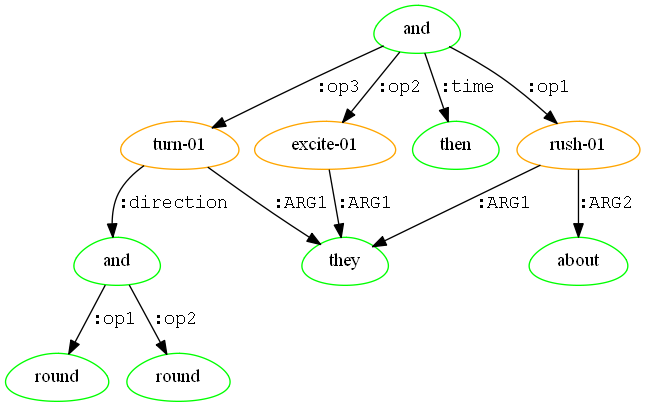 and
:op3 :op2 :time :op1
turn-01 excite-01 then rush-01
:direction :ARG1 :ARG1 :ARG1 :ARG2
and they about
:op1 :op2
round round